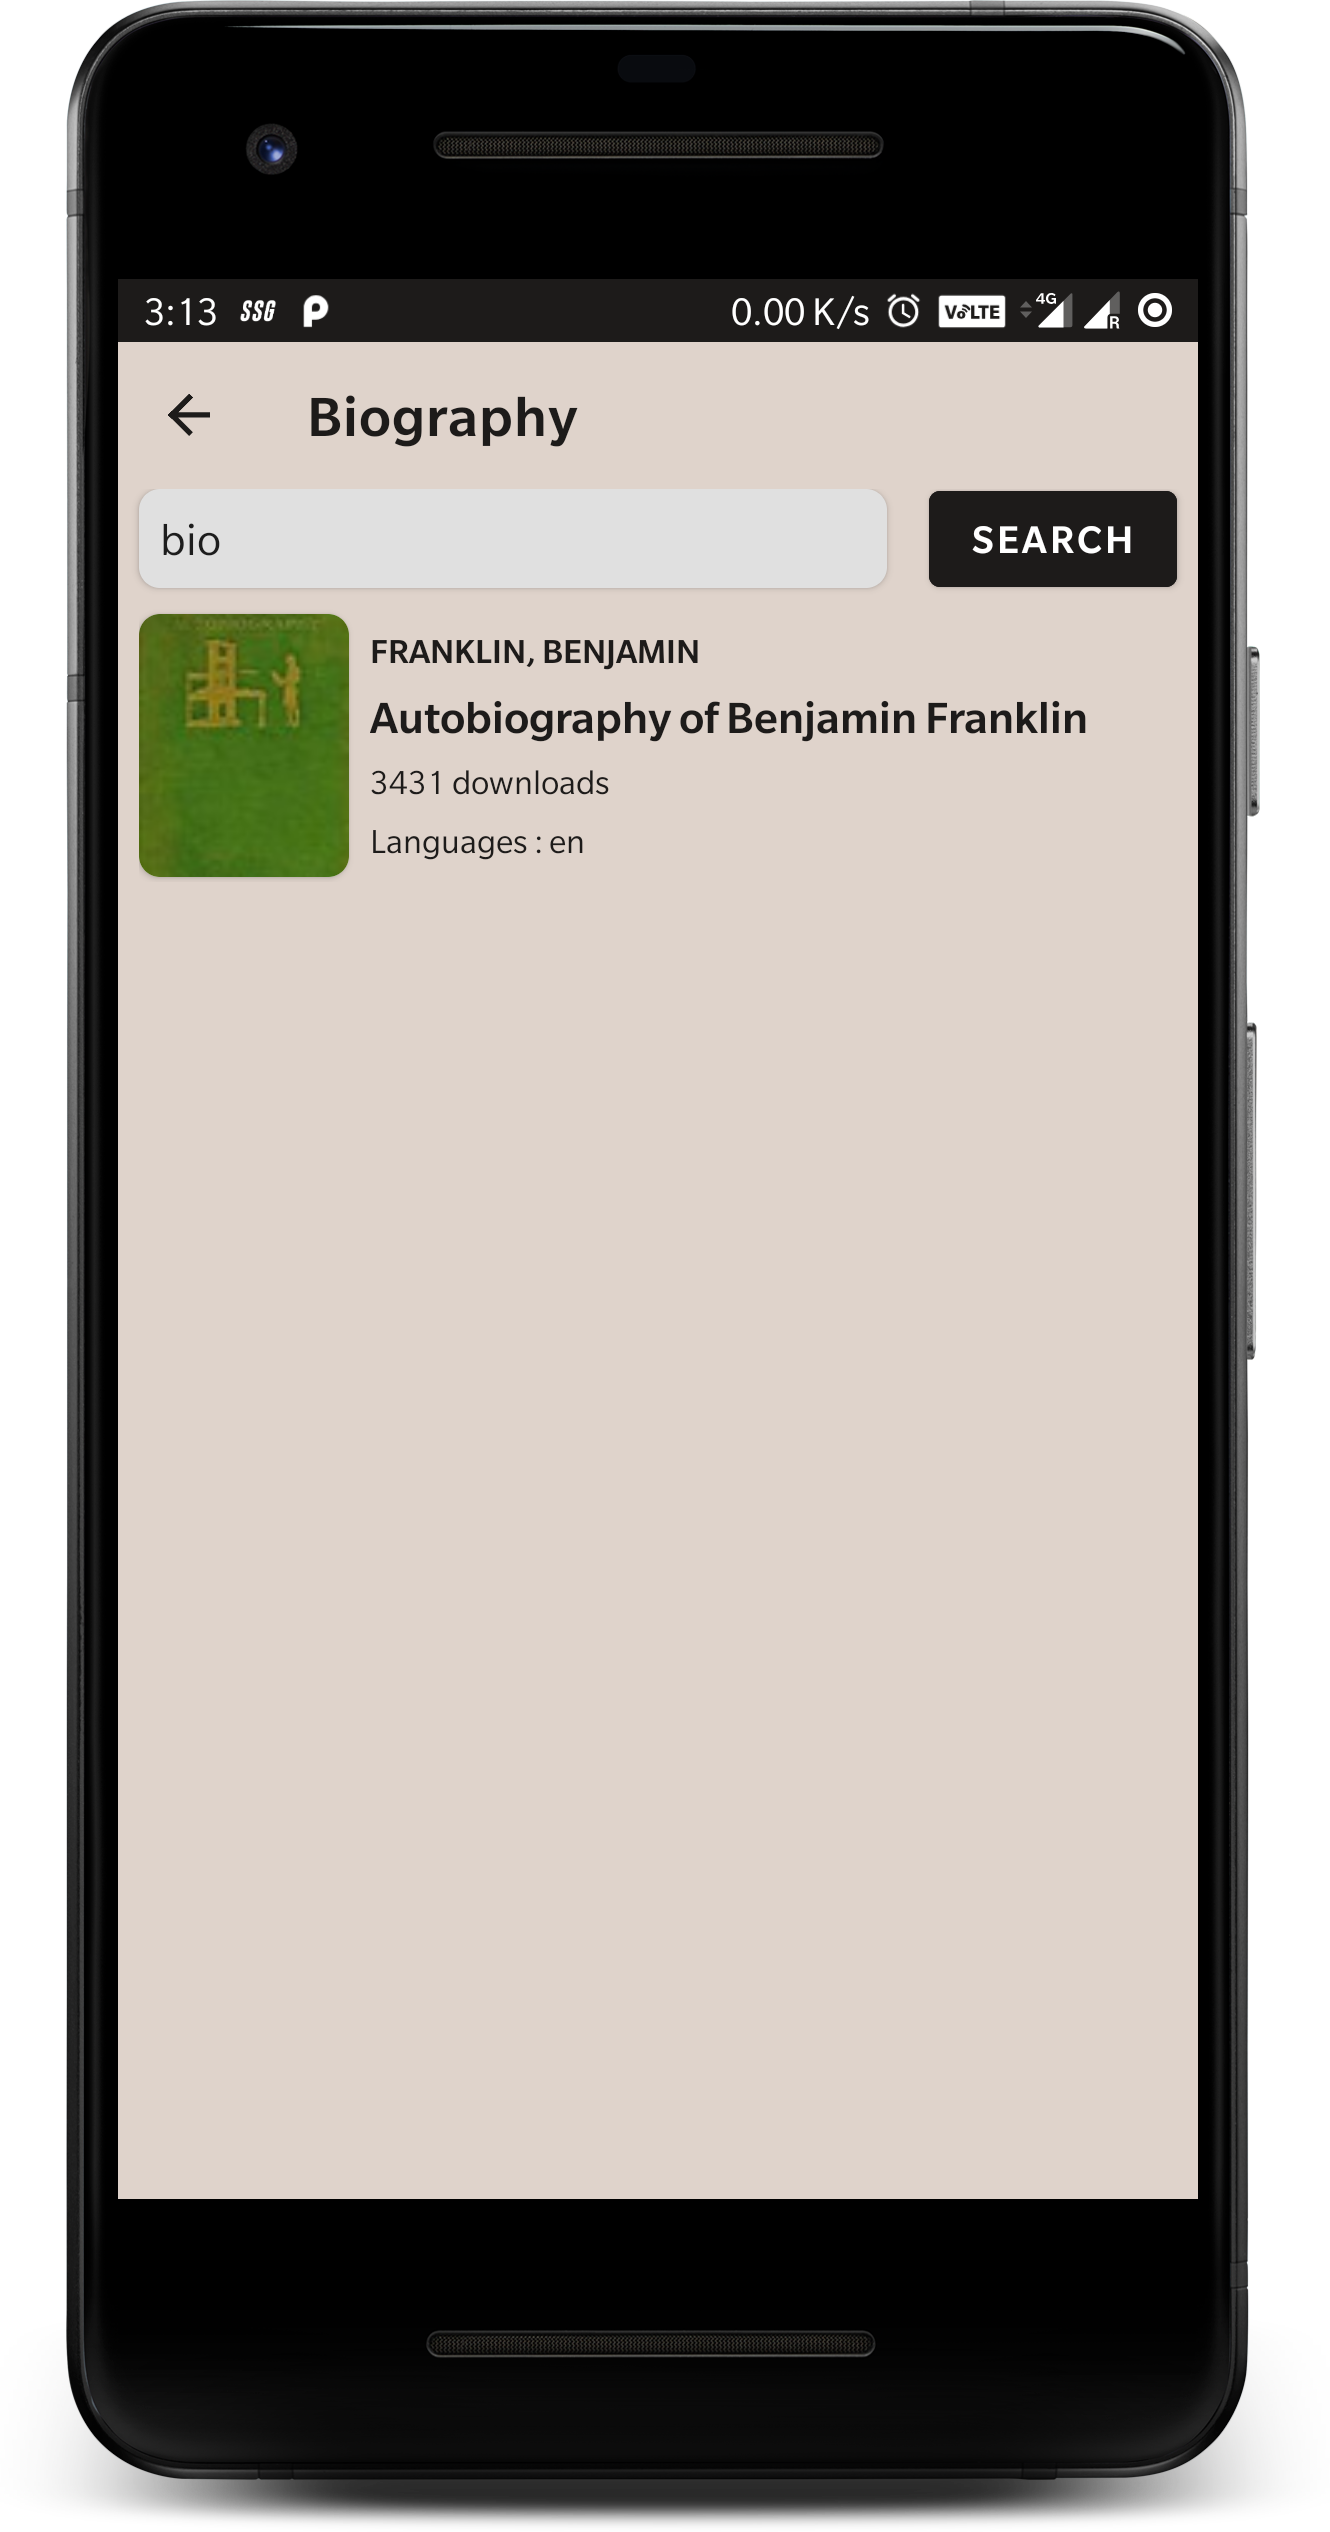 3:13 SSG P 0.00 K/s VoLTE 4G R
Biography
bio SEARCH
AUTOBIOGRAPHY
FRANKLIN, BENJAMIN
Autobiography of Benjamin Franklin
3431 downloads
Languages : en